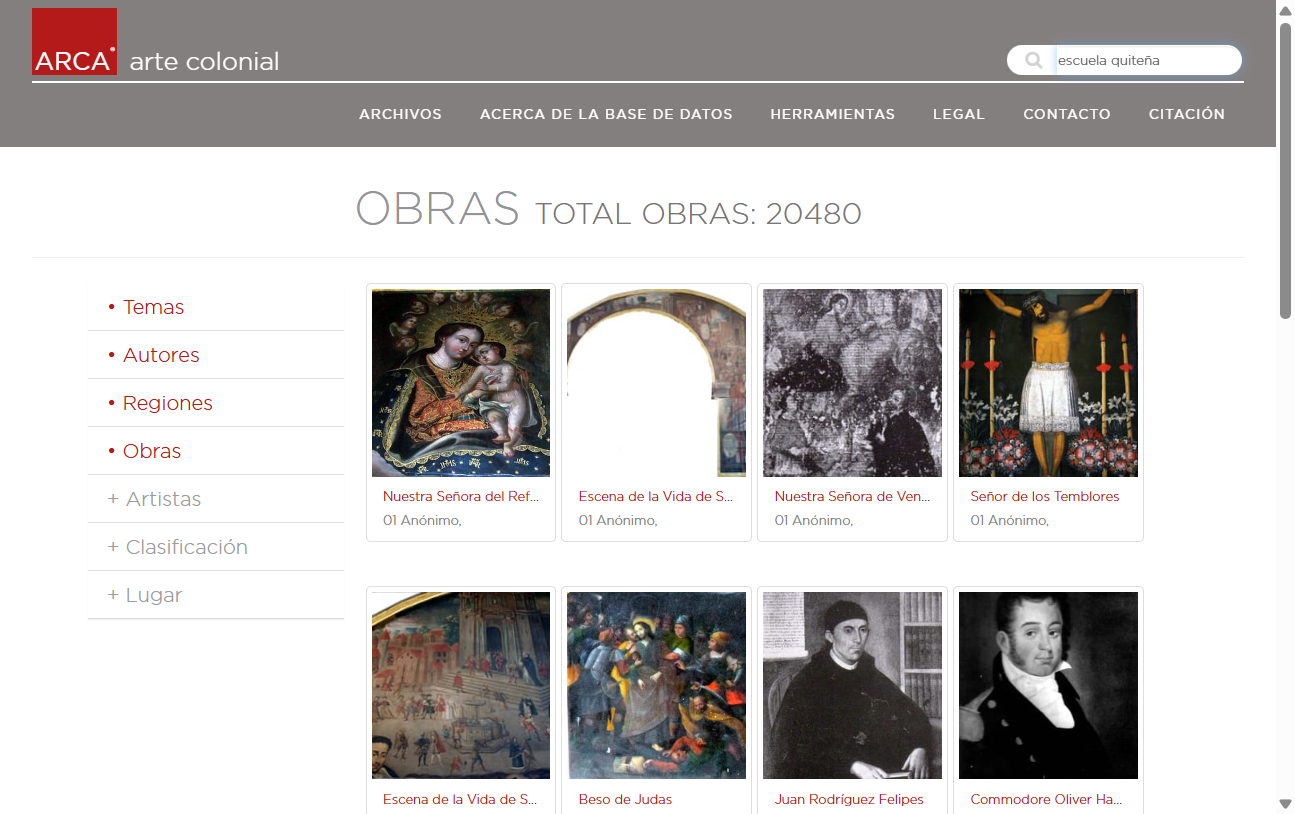 ARCA arte colonial
escuela quiteña
ARCHIVOS ACERCA DE LA BASE DE DATOS HERRAMIENTAS LEGAL CONTACTO CITACIÓN
OBRAS TOTAL OBRAS: 20480
• Temas
• Autores
• Regiones
• Obras
+ Artistas
+ Clasificación
+ Lugar
Nuestra Señora del Ref... Escena de la Vida de S... Nuestra Señora de Ven... Señor de los Temblores
01 Anónimo, 01 Anónimo, 01 Anónimo, 01 Anónimo,
Escena de la Vida de S... Beso de Judas Juan Rodríguez Felipes Commodore Oliver Ha...